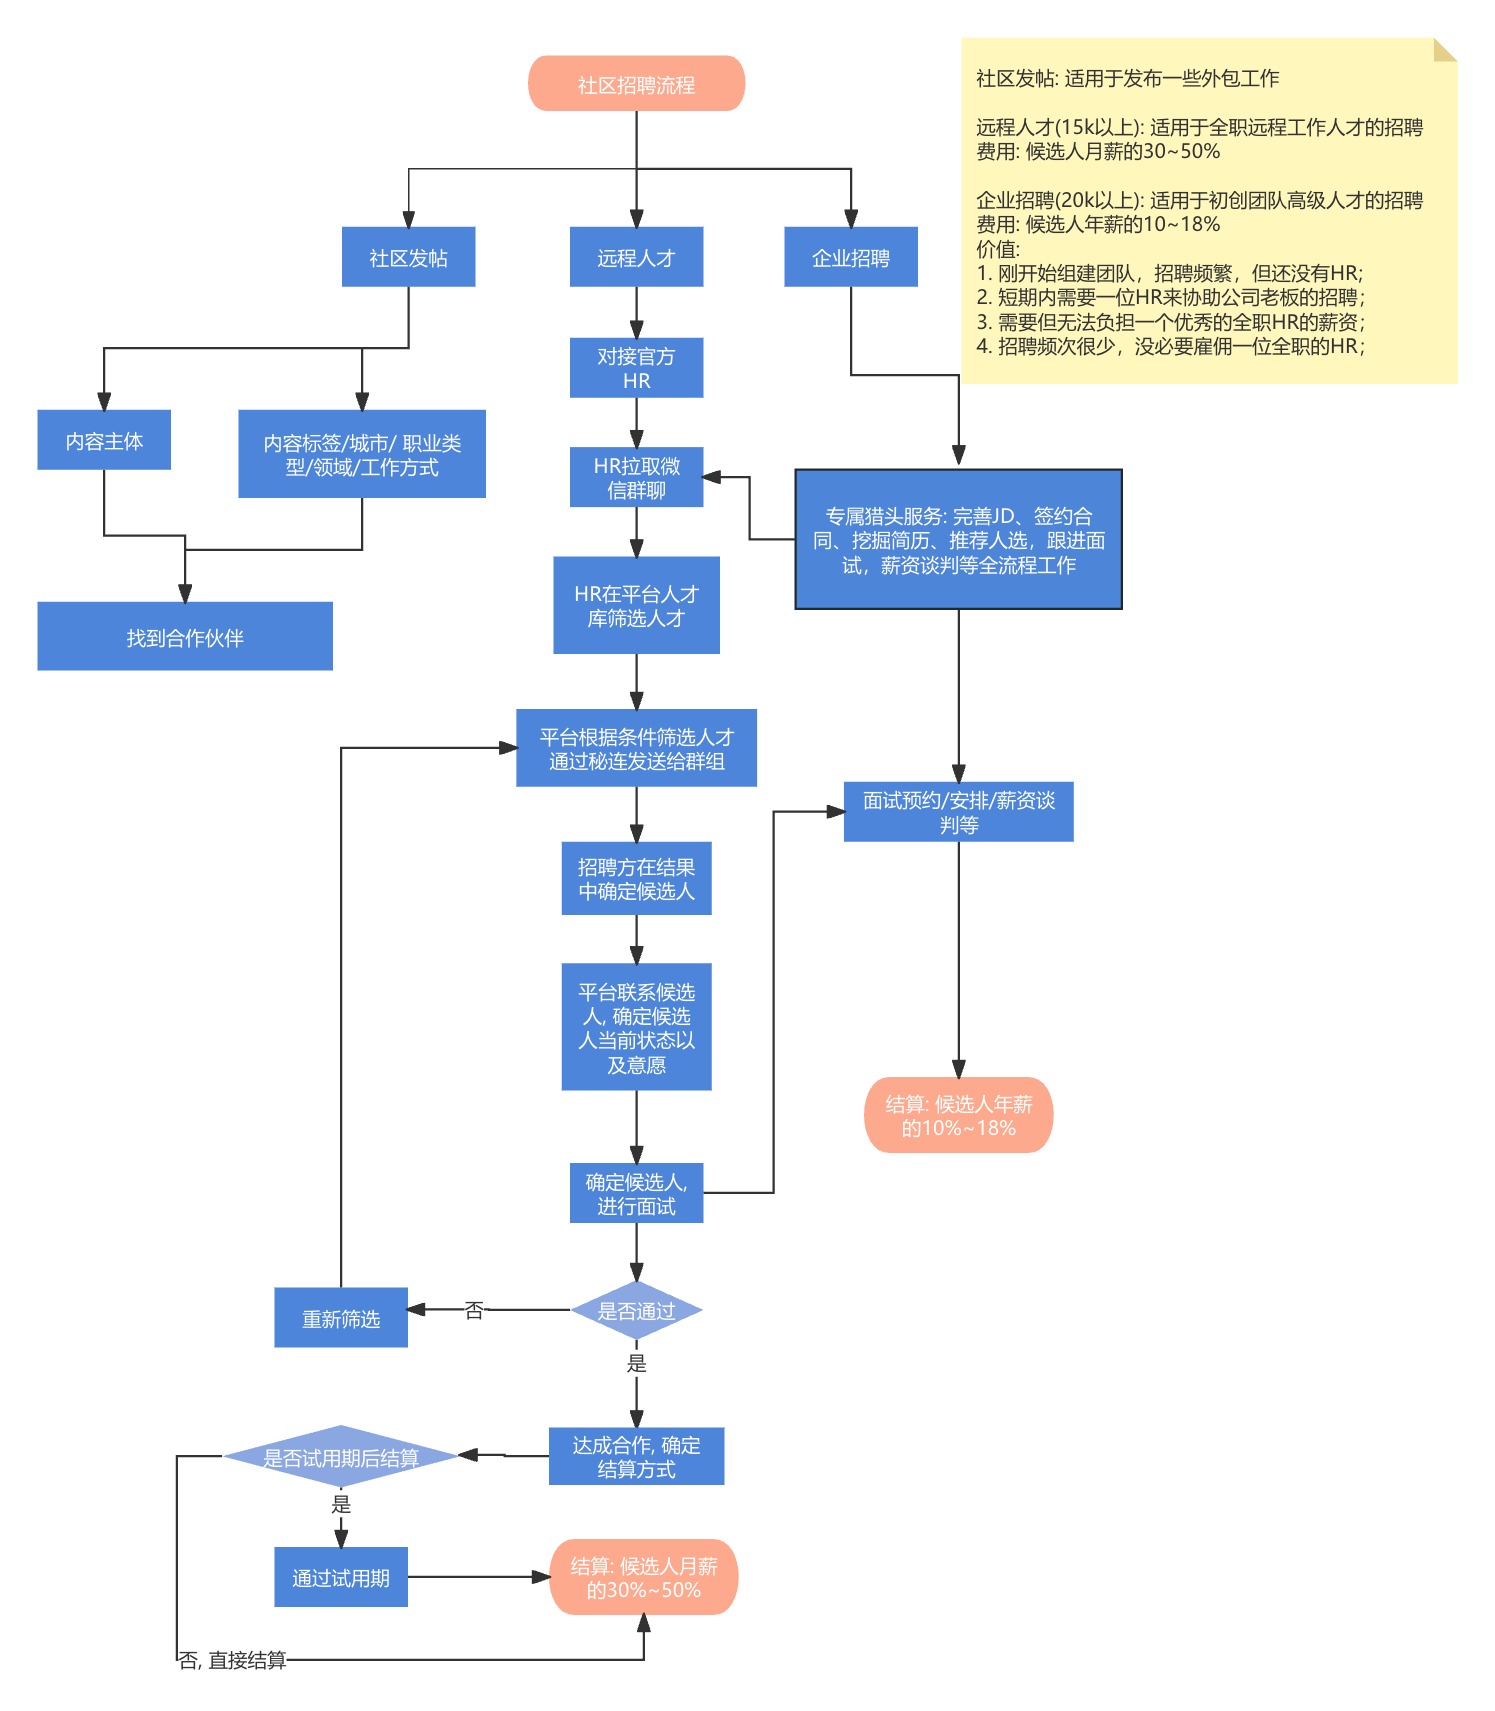 社区招聘流程
社区发帖: 适用于发布一些外包工作
远程人才(15k以上): 适用于全职远程工作人才的招聘
费用: 候选人月薪的30~50%
企业招聘(20k以上): 适用于初创团队高级人才的招聘
费用: 候选人年薪的10~18%
价值:
1. 刚开始组建团队，招聘频繁，但还没有HR;
2. 短期内需要一位HR来协助公司老板的招聘；
3. 需要但无法负担一个优秀的全职HR的薪资；
4. 招聘频次很少，没必要雇佣一位全职的HR；
社区发帖
远程人才
企业招聘
对接官方
HR
内容主体
内容标签/城市/ 职业类
型/领域/工作方式
HR拉取微
信群聊
专属猎头服务: 完善JD、签约合
同、挖掘简历、推荐人选，跟进面
试，薪资谈判等全流程工作
HR在平台人才
库筛选人才
找到合作伙伴
平台根据条件筛选人才
通过秘连发送给群组
面试预约/安排/薪资谈
判等
招聘方在结果
中确定候选人
平台联系候选
人, 确定候选
人当前状态以
及意愿
结算: 候选人年薪
的10%~18%
确定候选人,
进行面试
重新筛选
否
是否通过
是
是否试用期后结算
达成合作, 确定
结算方式
是
通过试用期
结算: 候选人月薪
的30%~50%
否, 直接结算